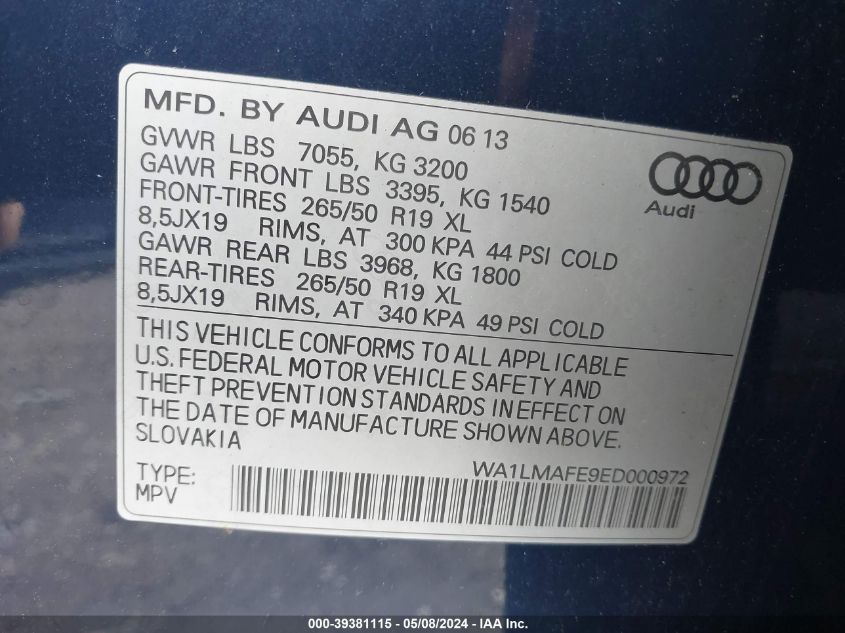 MFD. BY AUDI AG 06 13
GVWR LBS 7055, KG 3200
GAWR FRONT LBS 3395, KG 1540
FRONT-TIRES 265/50 R19 XL
8,5JX19 RIMS, AT 300 KPA 44 PSI COLD
GAWR REAR LBS 3968, KG 1800
REAR-TIRES 265/50 R19 XL
8,5JX19 RIMS, AT 340 KPA 49 PSI COLD
Audi
THIS VEHICLE CONFORMS TO ALL APPLICABLE
U.S. FEDERAL MOTOR VEHICLE SAFETY AND
THEFT PREVENTION STANDARDS IN EFFECT ON
THE DATE OF MANUFACTURE SHOWN ABOVE.
SLOVAKIA
TYPE:
MPV
WA1LMAFE9ED000972
000-39381115 - 05/08/2024 - IAA Inc.